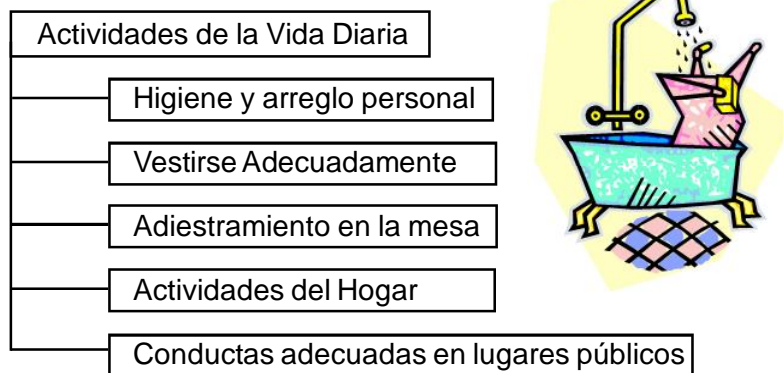 Actividades de la Vida Diaria
Higiene y arreglo personal
Vestirse Adecuadamente
Adiestramiento en la mesa
Actividades del Hogar
Conductas adecuadas en lugares públicos